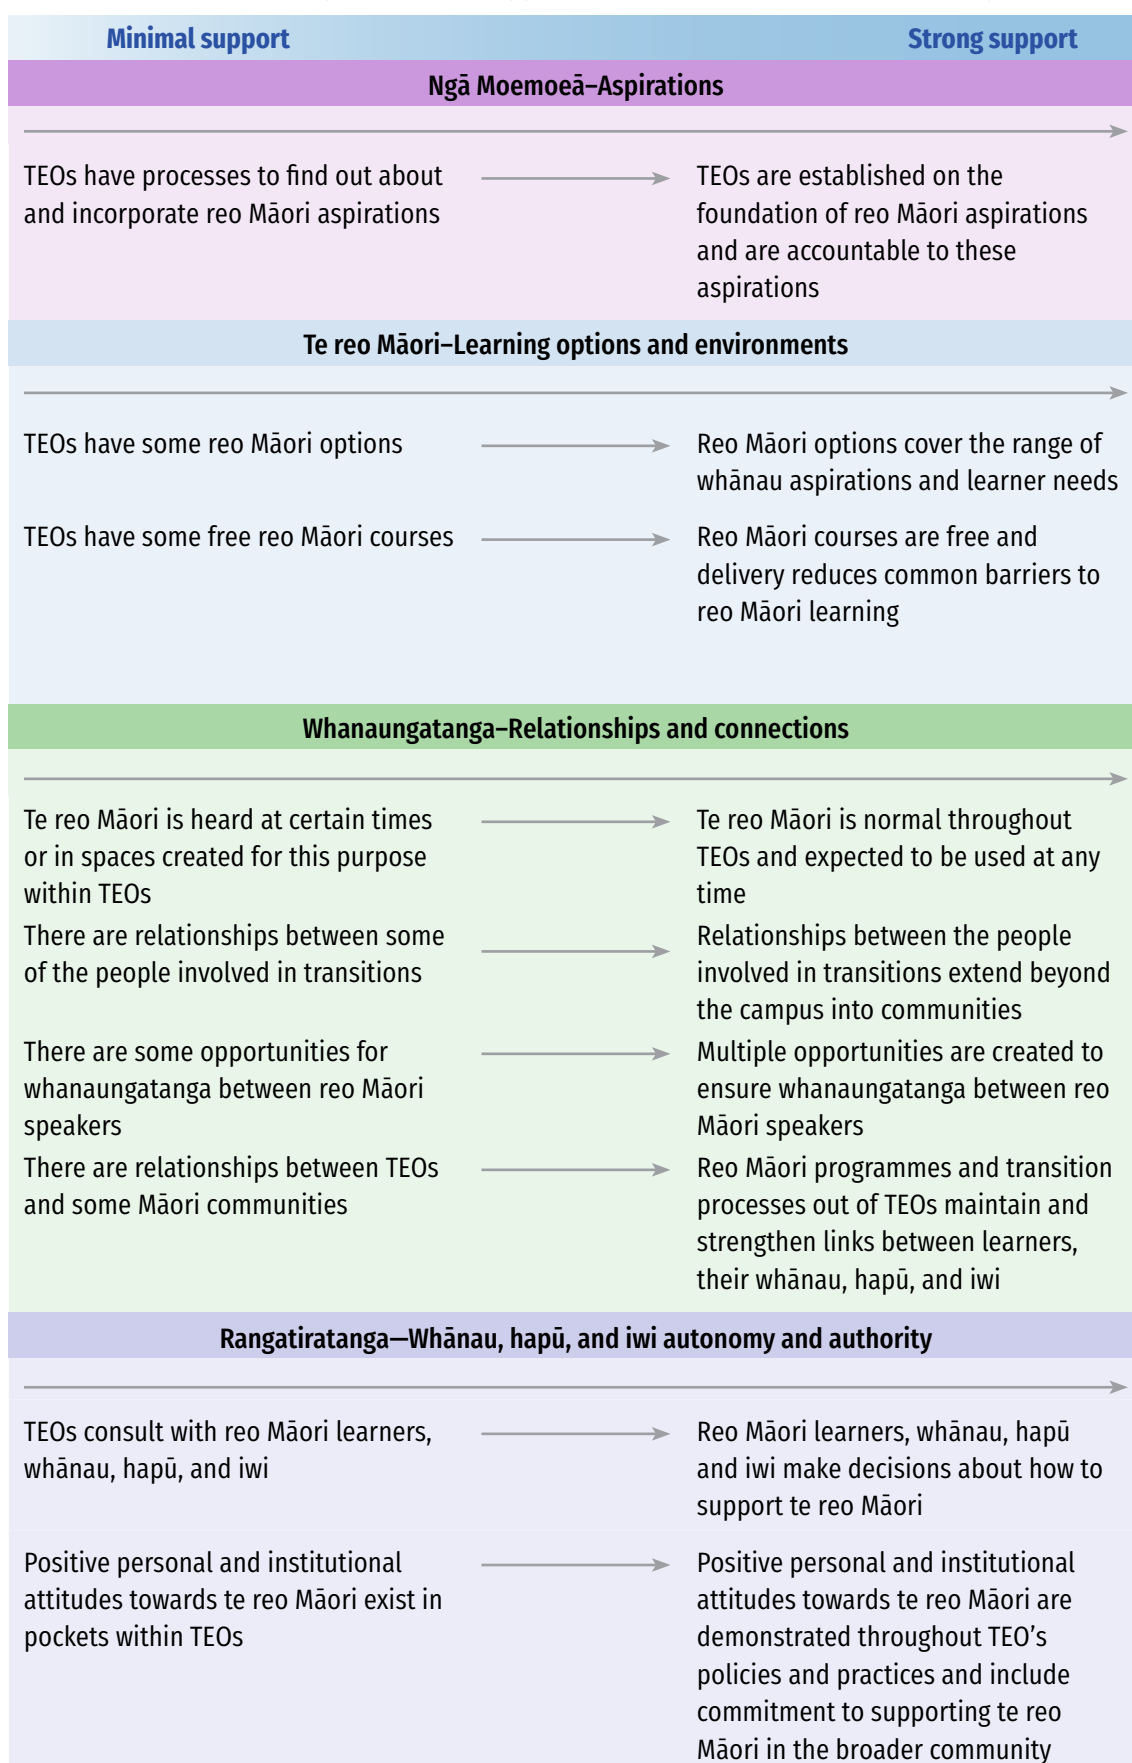 Minimal support
Strong support
Ngā Moemoeā–Aspirations
TEOs have processes to find out about
and incorporate reo Māori aspirations
TEOs are established on the
foundation of reo Māori aspirations
and are accountable to these
aspirations
Te reo Māori–Learning options and environments
TEOs have some reo Māori options
Reo Māori options cover the range of
whānau aspirations and learner needs
TEOs have some free reo Māori courses
Reo Māori courses are free and
delivery reduces common barriers to
reo Māori learning
Whanaungatanga–Relationships and connections
Te reo Māori is heard at certain times
or in spaces created for this purpose
within TEOs
Te reo Māori is normal throughout
TEOs and expected to be used at any
time
There are relationships between some
of the people involved in transitions
Relationships between the people
involved in transitions extend beyond
the campus into communities
There are some opportunities for
whanaungatanga between reo Māori
speakers
Multiple opportunities are created to
ensure whanaungatanga between reo
Māori speakers
There are relationships between TEOs
and some Māori communities
Reo Māori programmes and transition
processes out of TEOs maintain and
strengthen links between learners,
their whānau, hapū, and iwi
Rangatiratanga—Whānau, hapū, and iwi autonomy and authority
TEOs consult with reo Māori learners,
whānau, hapū, and iwi
Reo Māori learners, whānau, hapū
and iwi make decisions about how to
support te reo Māori
Positive personal and institutional
attitudes towards te reo Māori exist in
pockets within TEOs
Positive personal and institutional
attitudes towards te reo Māori are
demonstrated throughout TEO's
policies and practices and include
commitment to supporting te reo
Māori in the broader community